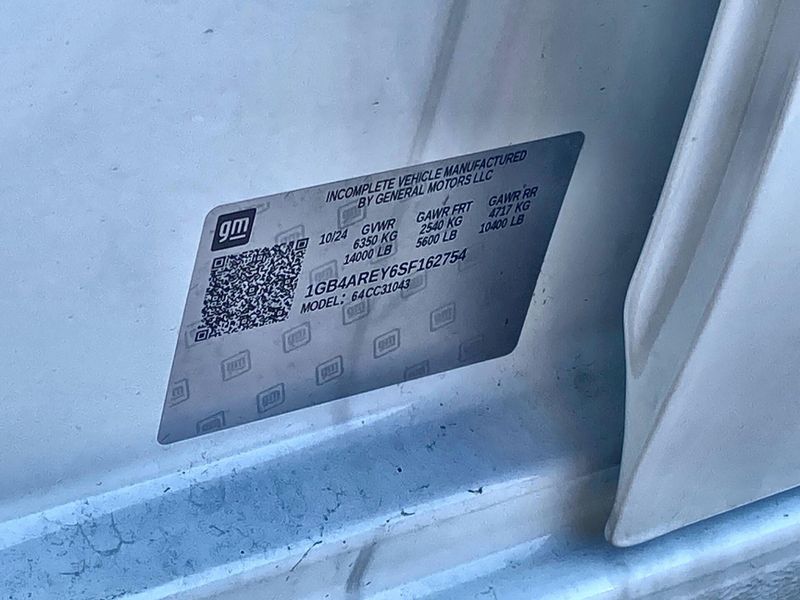 INCOMPLETE VEHICLE MANUFACTURED
BY GENERAL MOTORS LLC
gm
10/24 GVWR GAWR FRT GAWR RR
6350 KG 2540 KG 4717 KG
14000 LB 5600 LB 10400 LB
1GB4AREY6SF162754
MODEL: 64CC31043